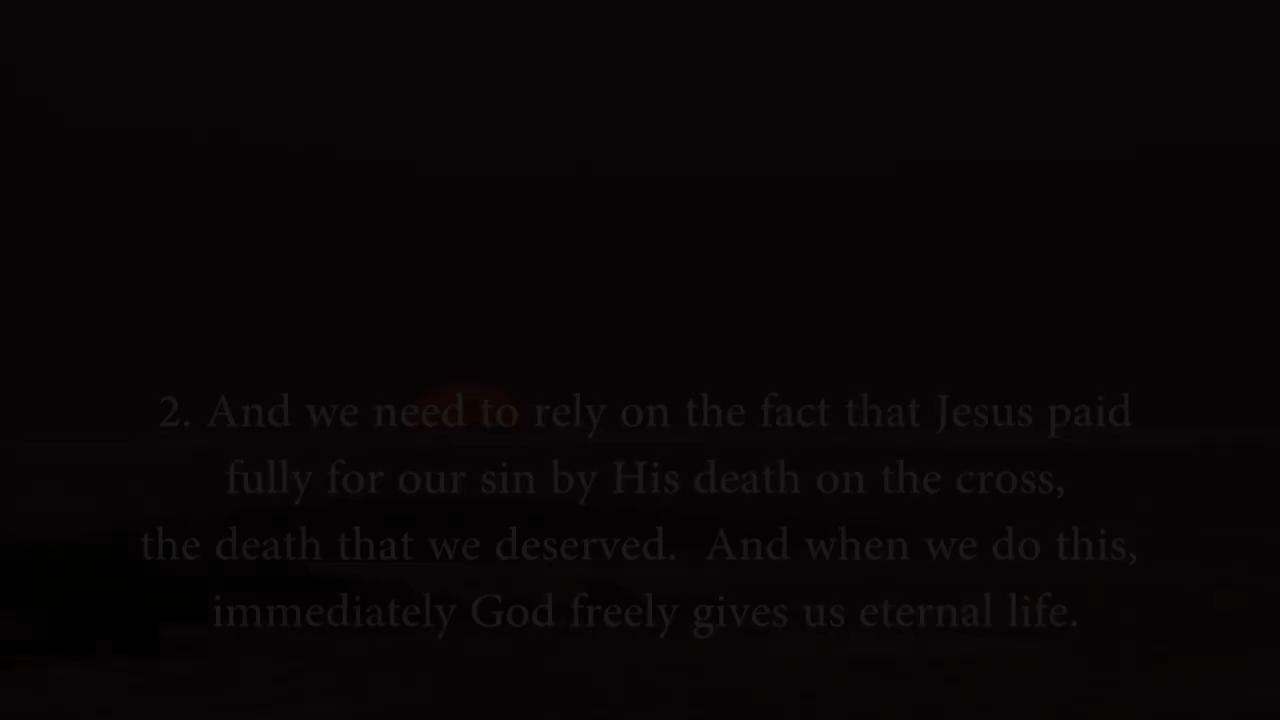 2. And we need to rely on the fact that Jesus paid
fully for our sin by His death on the cross,
the death that we deserved.  And when we do this,
immediately God freely gives us eternal life.